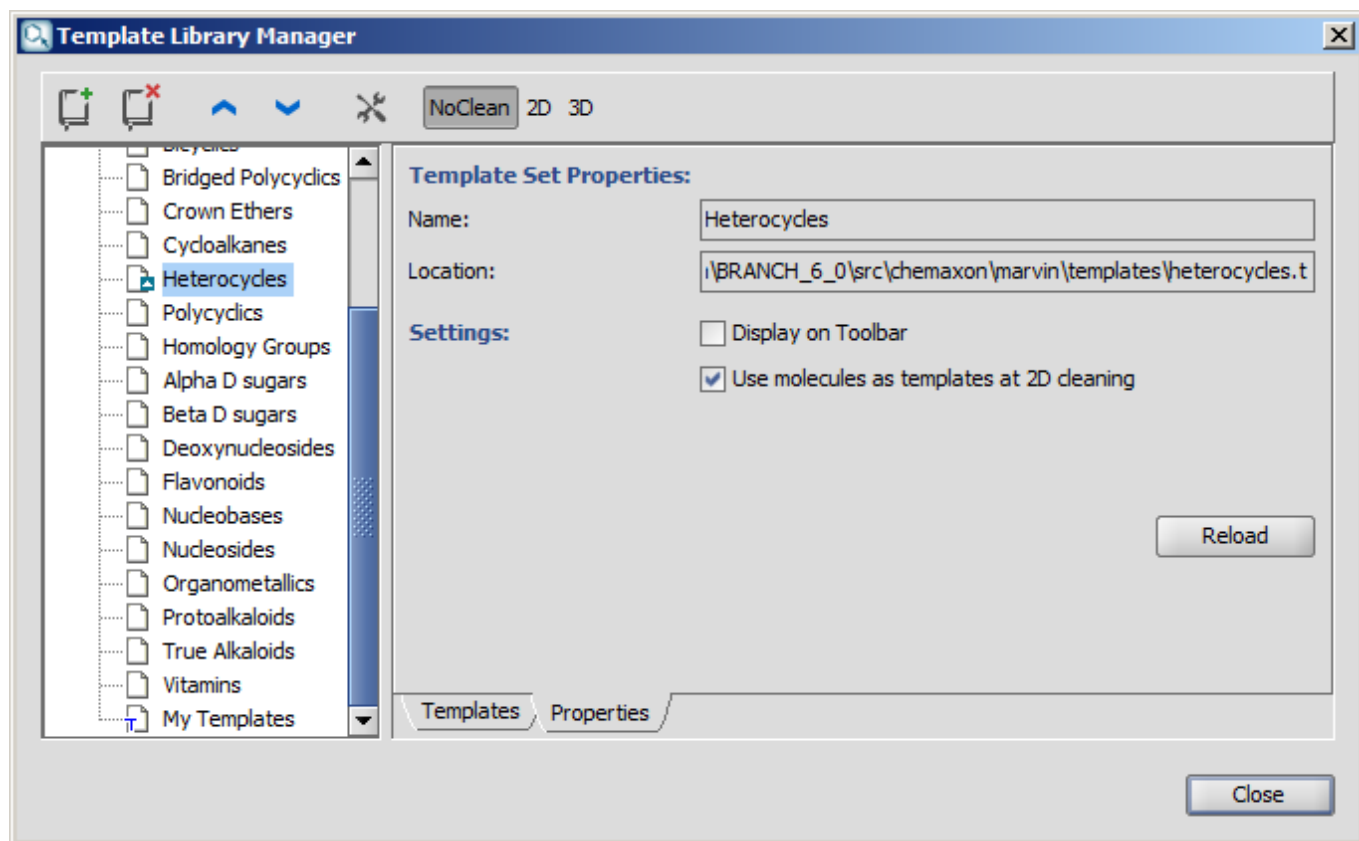 Template Library Manager
NoClean 2D 3D
Bicyclics
Bridged Polycyclics
Crown Ethers
Cycloalkanes
Heterocycles
Polycyclics
Homology Groups
Alpha D sugars
Beta D sugars
Deoxynucleosides
Flavonoids
Nucleobases
Nucleosides
Organometallics
Protoalkaloids
True Alkaloids
Vitamins
My Templates
Template Set Properties:
Name: Heterocycles
Location: \BRANCH_6_0\src\chemaxon\marvin\templates\heterocycles.t
Settings: Display on Toolbar
Use molecules as templates at 2D cleaning
Reload
Templates Properties
Close